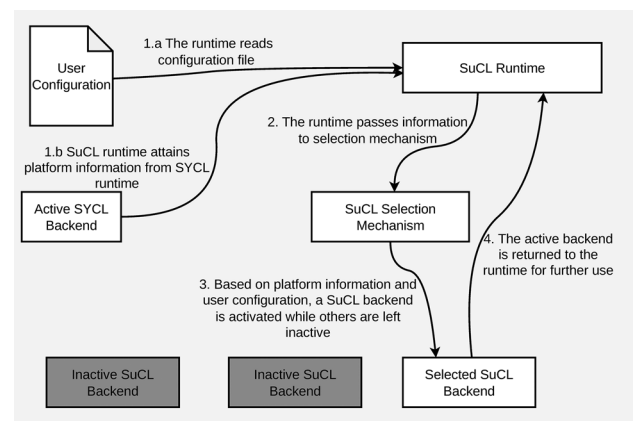 1.a The runtime reads
configuration file
User
Configuration
SuCL Runtime
2. The runtime passes information
to selection mechanism
1.b SuCL runtime attains
platform information from SYCL
runtime
Active SYCL
Backend
SuCL Selection
Mechanism
4. The active backend
is returned to the
runtime for further use
3. Based on platform information and
user configuration, a SuCL backend
is activated while others are left
inactive
Inactive SuCL
Backend
Inactive SuCL
Backend
Selected SuCL
Backend